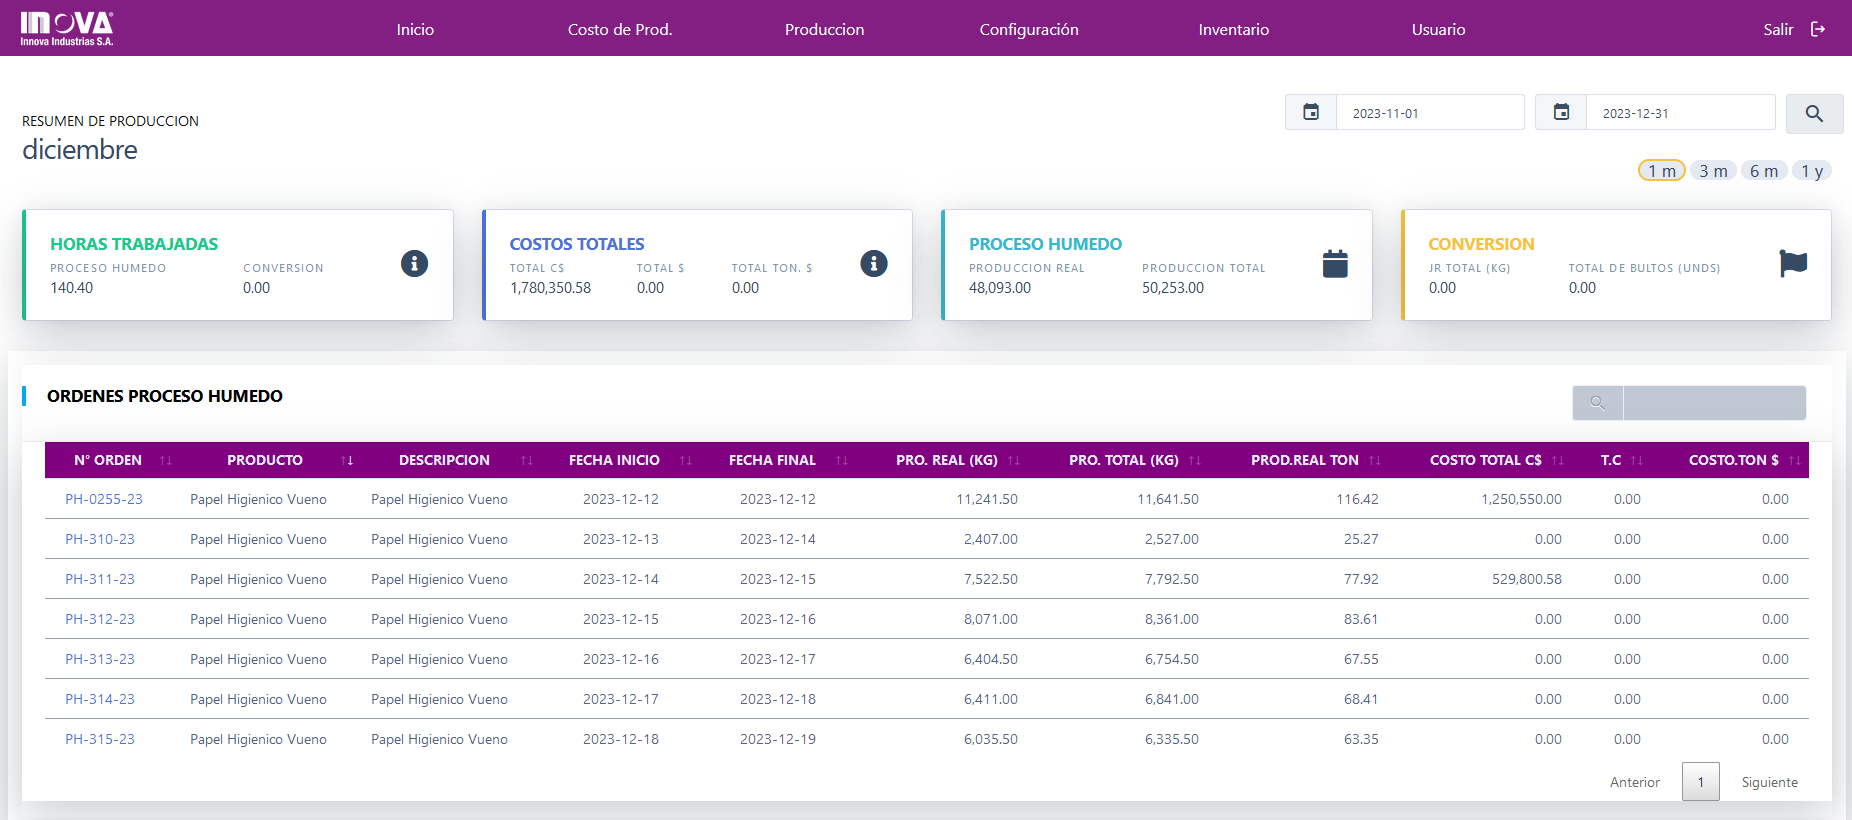 INOVA®
Innova Industrias S.A.
Inicio Costo de Prod. Produccion Configuración Inventario Usuario Salir
2023-11-01 2023-12-31
RESUMEN DE PRODUCCION
diciembre
1 m 3 m 6 m 1 y
HORAS TRABAJADAS
PROCESO HUMEDO CONVERSION
140.40 0.00
COSTOS TOTALES
TOTAL C$ TOTAL $ TOTAL TON. $
1,780,350.58 0.00 0.00
PROCESO HUMEDO
PRODUCCION REAL PRODUCCION TOTAL
48,093.00 50,253.00
CONVERSION
JR TOTAL (KG) TOTAL DE BULTOS (UNDS)
0.00 0.00
ORDENES PROCESO HUMEDO
N° ORDEN PRODUCTO DESCRIPCION FECHA INICIO FECHA FINAL PRO. REAL (KG) PRO. TOTAL (KG) PROD.REAL TON COSTO TOTAL C$ T.C COSTO.TON $
PH-0255-23 Papel Higienico Vueno Papel Higienico Vueno 2023-12-12 2023-12-12 11,241.50 11,641.50 116.42 1,250,550.00 0.00 0.00
PH-310-23 Papel Higienico Vueno Papel Higienico Vueno 2023-12-13 2023-12-14 2,407.00 2,527.00 25.27 0.00 0.00 0.00
PH-311-23 Papel Higienico Vueno Papel Higienico Vueno 2023-12-14 2023-12-15 7,522.50 7,792.50 77.92 529,800.58 0.00 0.00
PH-312-23 Papel Higienico Vueno Papel Higienico Vueno 2023-12-15 2023-12-16 8,071.00 8,361.00 83.61 0.00 0.00 0.00
PH-313-23 Papel Higienico Vueno Papel Higienico Vueno 2023-12-16 2023-12-17 6,404.50 6,754.50 67.55 0.00 0.00 0.00
PH-314-23 Papel Higienico Vueno Papel Higienico Vueno 2023-12-17 2023-12-18 6,411.00 6,841.00 68.41 0.00 0.00 0.00
PH-315-23 Papel Higienico Vueno Papel Higienico Vueno 2023-12-18 2023-12-19 6,035.50 6,335.50 63.35 0.00 0.00 0.00
Anterior 1 Siguiente